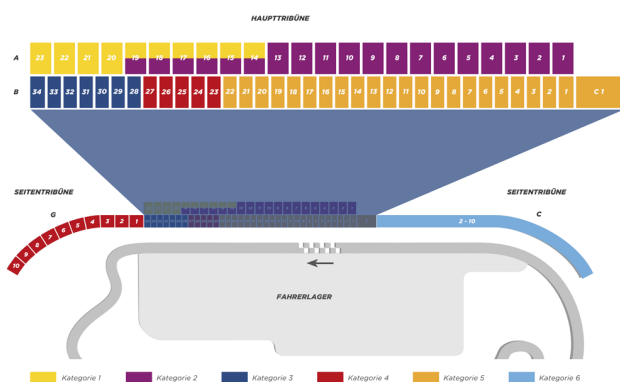 HAUPTTRIBÜNE
A 23 22 21 20 19 18 17 16 15 14 13 12 11 10 9 8 7 6 5 4 3 2 1
B 34 33 32 31 30 29 28 27 26 25 24 23 22 21 20 19 18 17 16 15 14 13 12 11 10 9 8 7 6 5 4 3 2 1 C 1
SEITENTRIBÜNE SEITENTRIBÜNE
G C
10 9 8 7 6 5 4 3 2 1 2 - 10
FAHRERLAGER
Kategorie 1 Kategorie 2 Kategorie 3 Kategorie 4 Kategorie 5 Kategorie 6